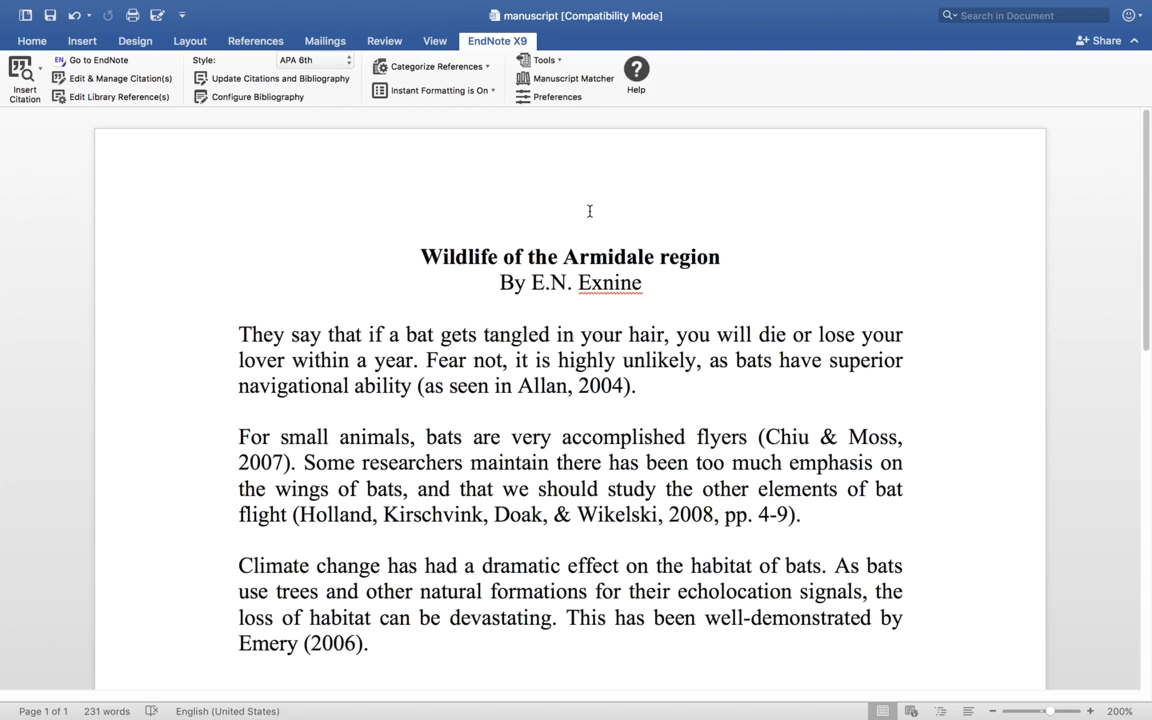 manuscript [Compatibility Mode]
Search in Document
Home Insert Design Layout References Mailings Review View EndNote X9
Share
Insert Citation
EN Go to EndNote
Edit & Manage Citation(s)
Edit Library Reference(s)
Style: APA 6th
Update Citations and Bibliography
Configure Bibliography
Categorize References
Instant Formatting is On
Tools
Manuscript Matcher
Preferences
? Help
Wildlife of the Armidale region
By E.N. Exnine
They say that if a bat gets tangled in your hair, you will die or lose your
lover within a year. Fear not, it is highly unlikely, as bats have superior
navigational ability (as seen in Allan, 2004).
For small animals, bats are very accomplished flyers (Chiu & Moss,
2007). Some researchers maintain there has been too much emphasis on
the wings of bats, and that we should study the other elements of bat
flight (Holland, Kirschvink, Doak, & Wikelski, 2008, pp. 4-9).
Climate change has had a dramatic effect on the habitat of bats. As bats
use trees and other natural formations for their echolocation signals, the
loss of habitat can be devastating. This has been well-demonstrated by
Emery (2006).
Page 1 of 1 231 words English (United States) 200%